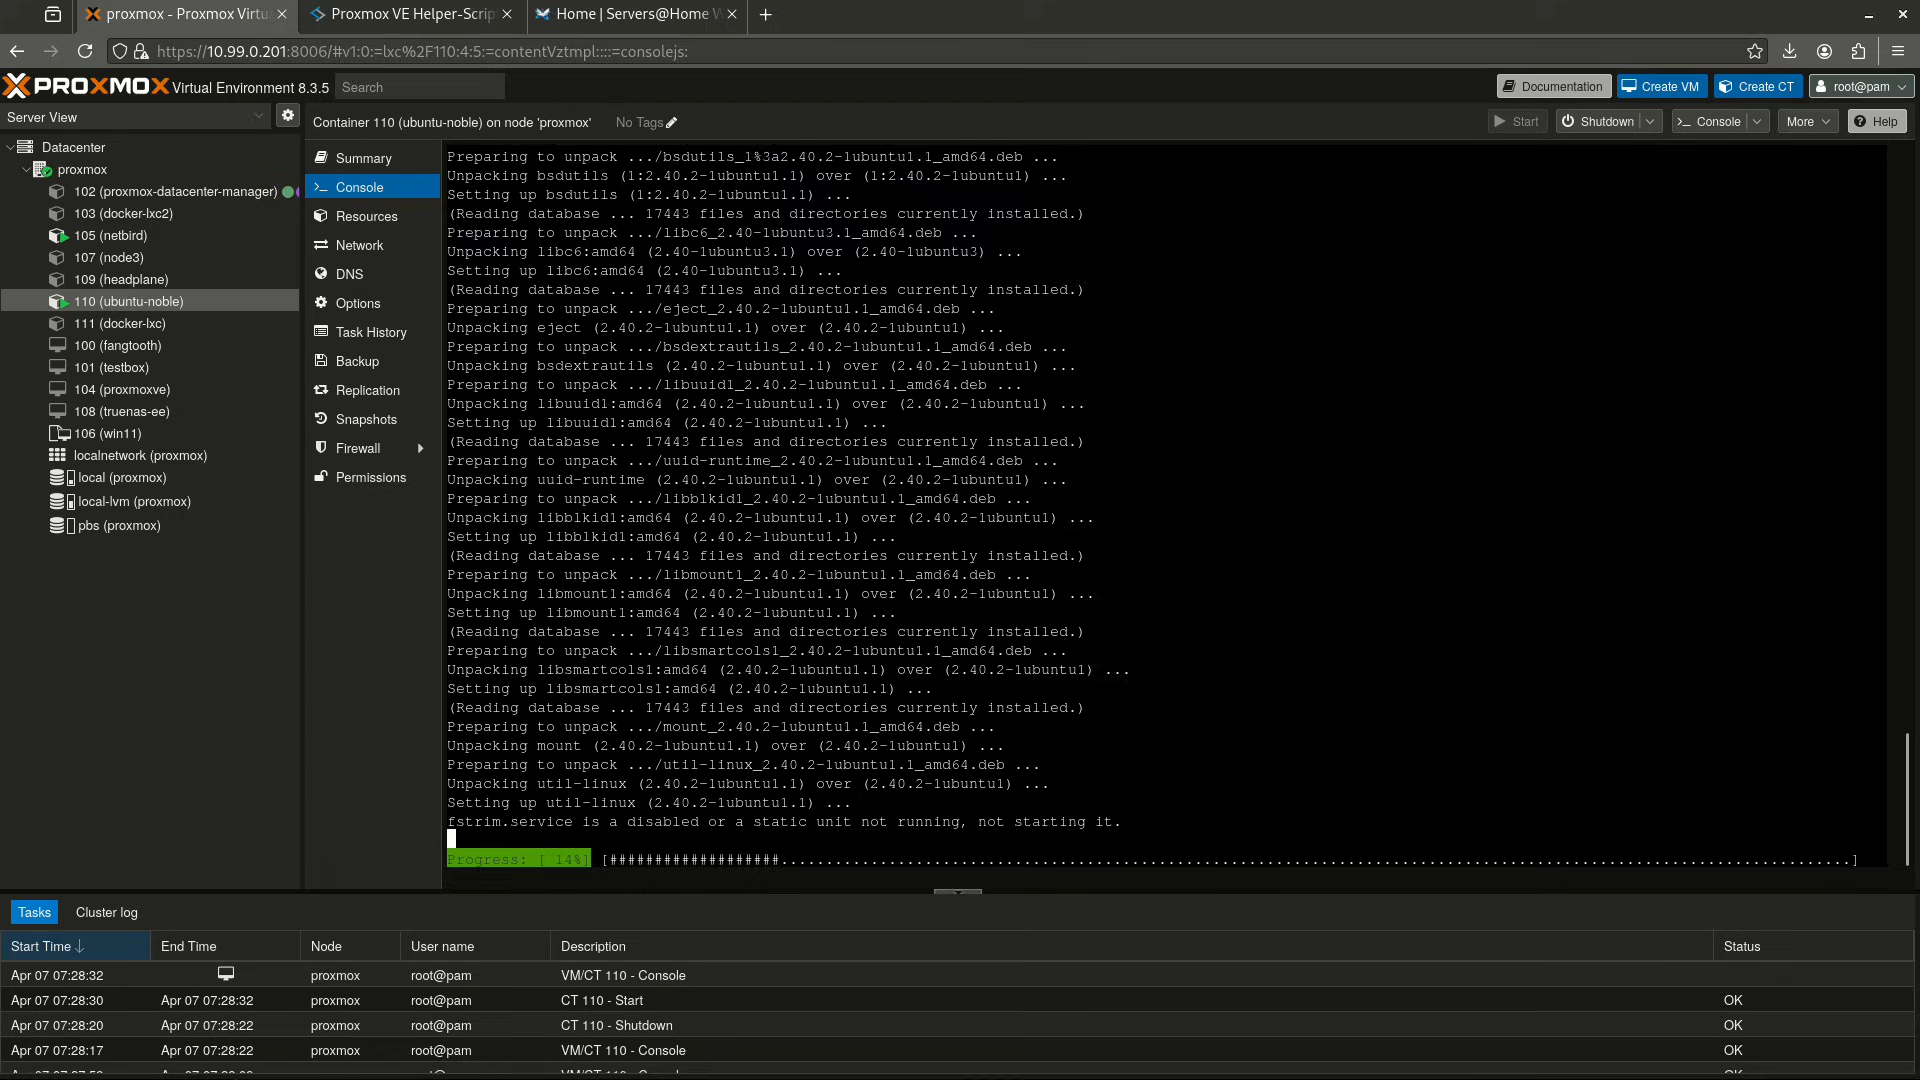 proxmox - Proxmox Virtu
Proxmox VE Helper-Scri
Home | Servers@Home W
https://10.99.0.201:8006/#v1:0:=lxc%2F110:4:5:=contentVztmpl::::=consolejs:
PROXMOX Virtual Environment 8.3.5
Search
Documentation
Create VM
Create CT
root@pam
Server View
Container 110 (ubuntu-noble) on node 'proxmox'
No Tags
Start
Shutdown
Console
More
Help
Datacenter
proxmox
102 (proxmox-datacenter-manager)
103 (docker-lxc2)
105 (netbird)
107 (node3)
109 (headplane)
110 (ubuntu-noble)
111 (docker-lxc)
100 (fangtooth)
101 (testbox)
104 (proxmoxve)
108 (truenas-ee)
106 (win11)
localnetwork (proxmox)
local (proxmox)
local-lvm (proxmox)
pbs (proxmox)
Summary
Console
Resources
Network
DNS
Options
Task History
Backup
Replication
Snapshots
Firewall
Permissions
Preparing to unpack .../bsdutils_1%3a2.40.2-1ubuntu1.1_amd64.deb ...
Unpacking bsdutils (1:2.40.2-1ubuntu1.1) over (1:2.40.2-1ubuntu1) ...
Setting up bsdutils (1:2.40.2-1ubuntu1.1) ...
(Reading database ... 17443 files and directories currently installed.)
Preparing to unpack .../libc6_2.40-1ubuntu3.1_amd64.deb ...
Unpacking libc6:amd64 (2.40-1ubuntu3.1) over (2.40-1ubuntu3) ...
Setting up libc6:amd64 (2.40-1ubuntu3.1) ...
(Reading database ... 17443 files and directories currently installed.)
Preparing to unpack .../eject_2.40.2-1ubuntu1.1_amd64.deb ...
Unpacking eject (2.40.2-1ubuntu1.1) over (2.40.2-1ubuntu1) ...
Preparing to unpack .../bsdextrautils_2.40.2-1ubuntu1.1_amd64.deb ...
Unpacking bsdextrautils (2.40.2-1ubuntu1.1) over (2.40.2-1ubuntu1) ...
Preparing to unpack .../libuuid1_2.40.2-1ubuntu1.1_amd64.deb ...
Unpacking libuuid1:amd64 (2.40.2-1ubuntu1.1) over (2.40.2-1ubuntu1) ...
Setting up libuuid1:amd64 (2.40.2-1ubuntu1.1) ...
(Reading database ... 17443 files and directories currently installed.)
Preparing to unpack .../uuid-runtime_2.40.2-1ubuntu1.1_amd64.deb ...
Unpacking uuid-runtime (2.40.2-1ubuntu1.1) over (2.40.2-1ubuntu1) ...
Preparing to unpack .../libblkid1_2.40.2-1ubuntu1.1_amd64.deb ...
Unpacking libblkid1:amd64 (2.40.2-1ubuntu1.1) over (2.40.2-1ubuntu1) ...
Setting up libblkid1:amd64 (2.40.2-1ubuntu1.1) ...
(Reading database ... 17443 files and directories currently installed.)
Preparing to unpack .../libmount1_2.40.2-1ubuntu1.1_amd64.deb ...
Unpacking libmount1:amd64 (2.40.2-1ubuntu1.1) over (2.40.2-1ubuntu1) ...
Setting up libmount1:amd64 (2.40.2-1ubuntu1.1) ...
(Reading database ... 17443 files and directories currently installed.)
Preparing to unpack .../libsmartcols1_2.40.2-1ubuntu1.1_amd64.deb ...
Unpacking libsmartcols1:amd64 (2.40.2-1ubuntu1.1) over (2.40.2-1ubuntu1) ...
Setting up libsmartcols1:amd64 (2.40.2-1ubuntu1.1) ...
(Reading database ... 17443 files and directories currently installed.)
Preparing to unpack .../mount_2.40.2-1ubuntu1.1_amd64.deb ...
Unpacking mount (2.40.2-1ubuntu1.1) over (2.40.2-1ubuntu1) ...
Preparing to unpack .../util-linux_2.40.2-1ubuntu1.1_amd64.deb ...
Unpacking util-linux (2.40.2-1ubuntu1.1) over (2.40.2-1ubuntu1) ...
Setting up util-linux (2.40.2-1ubuntu1.1) ...
fstrim.service is a disabled or a static unit not running, not starting it.
Progress: [ 14%] [###################.......................................................................................................................]
Tasks
Cluster log
Start Time End Time Node User name Description Status
Apr 07 07:28:32 proxmox root@pam VM/CT 110 - Console
Apr 07 07:28:30 Apr 07 07:28:32 proxmox root@pam CT 110 - Start OK
Apr 07 07:28:20 Apr 07 07:28:22 proxmox root@pam CT 110 - Shutdown OK
Apr 07 07:28:17 Apr 07 07:28:22 proxmox root@pam VM/CT 110 - Console OK